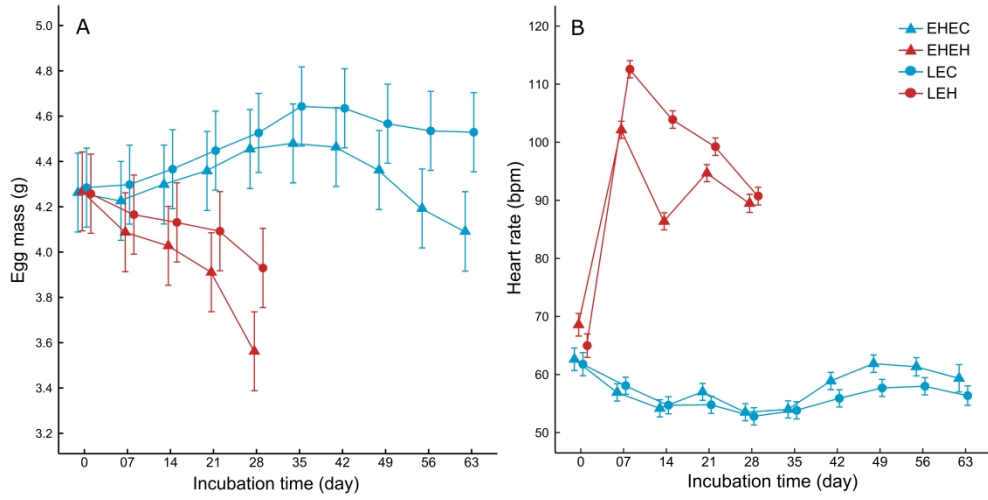 A
Egg mass (g)
5.0
4.8
4.6
4.4
4.2
4.0
3.8
3.6
3.4
3.2
0 07 14 21 28 35 42 49 56 63
Incubation time (day)
B
EHEC
EHEH
LEC
LEH
Heart rate (bpm)
120
110
100
90
80
70
60
50
0 07 14 21 28 35 42 49 56 63
Incubation time (day)